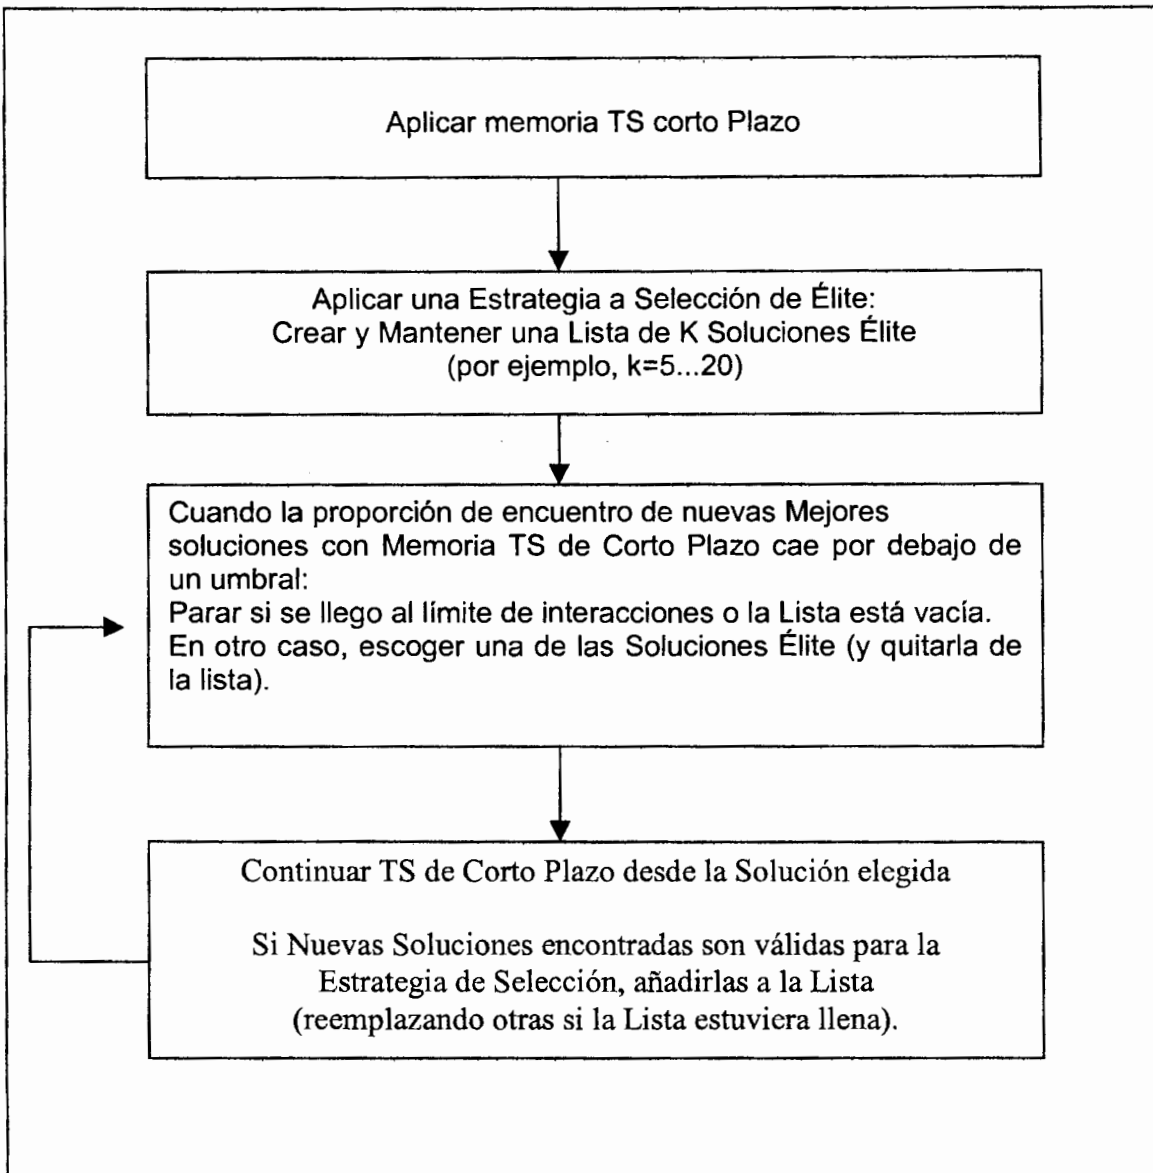 Aplicar memoria TS corto Plazo
Aplicar una Estrategia a Selección de Élite:
Crear y Mantener una Lista de K Soluciones Élite
(por ejemplo, k=5...20)
Cuando la proporción de encuentro de nuevas Mejores
soluciones con Memoria TS de Corto Plazo cae por debajo de
un umbral:
Parar si se llego al límite de interacciones o la Lista está vacía.
En otro caso, escoger una de las Soluciones Élite (y quitarla de
la lista).
Continuar TS de Corto Plazo desde la Solución elegida
Si Nuevas Soluciones encontradas son válidas para la
Estrategia de Selección, añadirlas a la Lista
(reemplazando otras si la Lista estuviera llena).